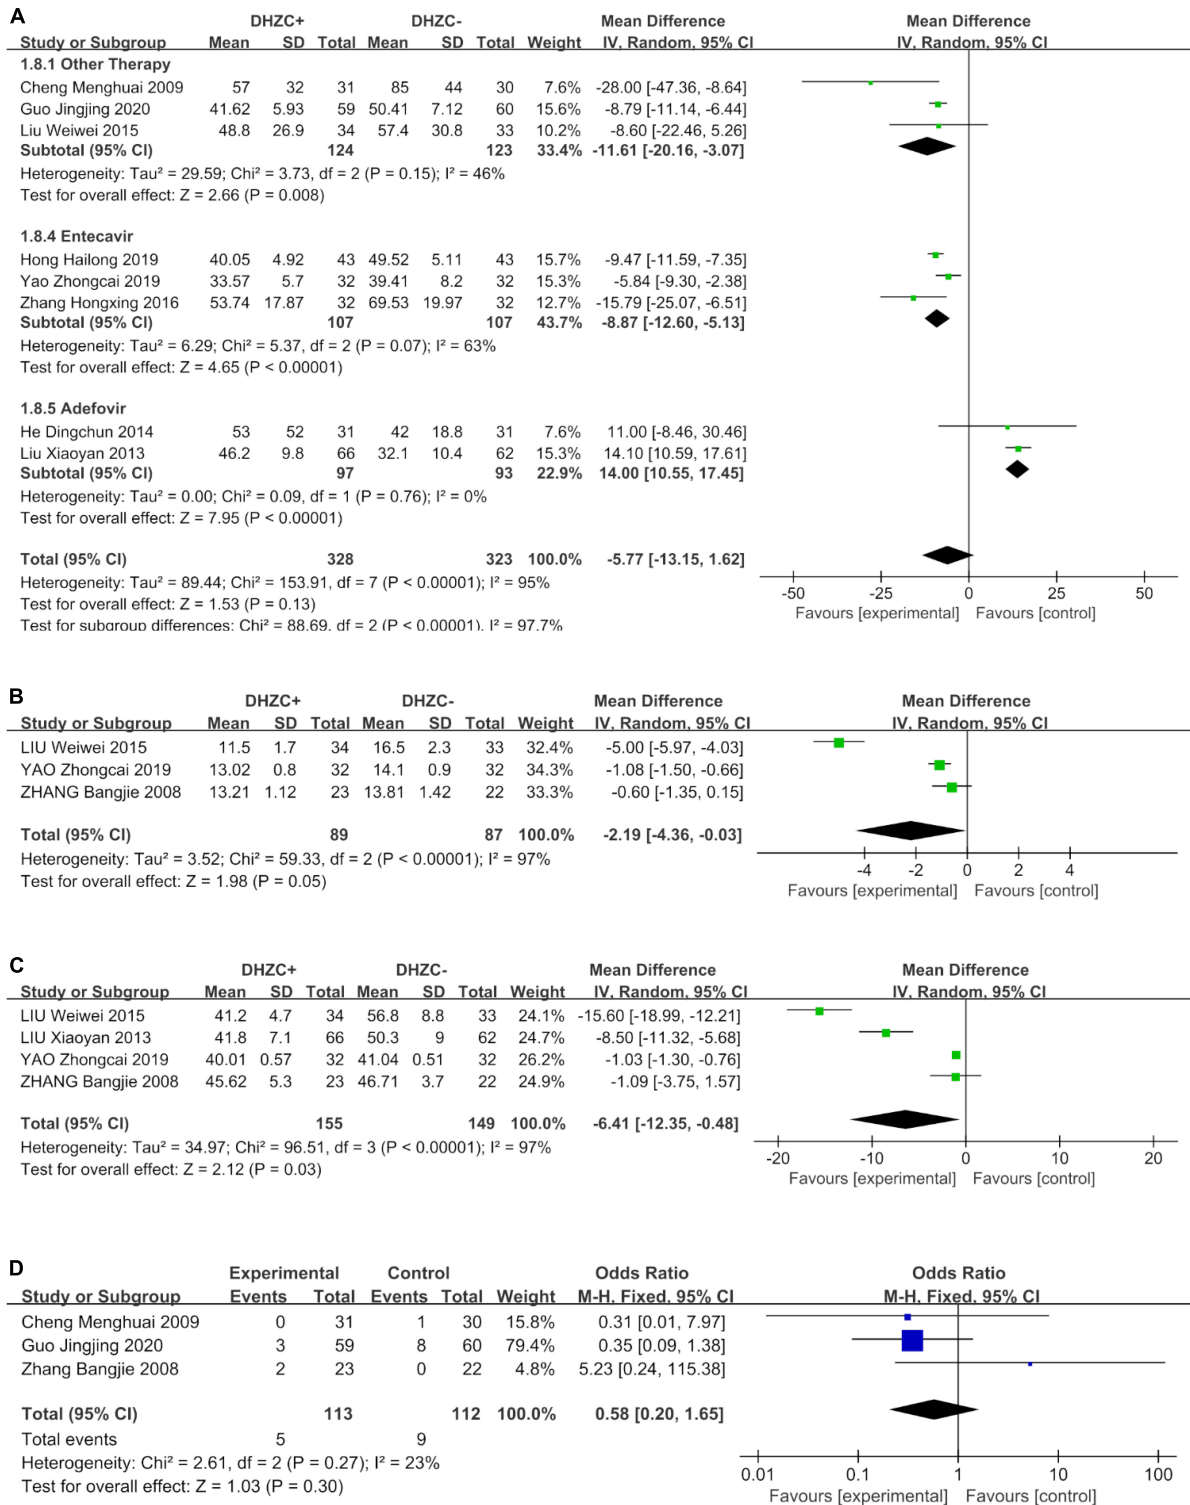 A
DHZC+ DHZC- Mean Difference Mean Difference
Study or Subgroup Mean SD Total Mean SD Total Weight IV, Random, 95% CI IV, Random, 95% CI
1.8.1 Other Therapy
Cheng Menghuai 2009 57 32 31 85 44 30 7.6% -28.00 [-47.36, -8.64]
Guo Jingjing 2020 41.62 5.93 59 50.41 7.12 60 15.6% -8.79 [-11.14, -6.44]
Liu Weiwei 2015 48.8 26.9 34 57.4 30.8 33 10.2% -8.60 [-22.46, 5.26]
Subtotal (95% CI) 124 123 33.4% -11.61 [-20.16, -3.07]
Heterogeneity: Tau² = 29.59; Chi² = 3.73, df = 2 (P = 0.15); I² = 46%
Test for overall effect: Z = 2.66 (P = 0.008)
1.8.4 Entecavir
Hong Hailong 2019 40.05 4.92 43 49.52 5.11 43 15.7% -9.47 [-11.59, -7.35]
Yao Zhongcai 2019 33.57 5.7 32 39.41 8.2 32 15.3% -5.84 [-9.30, -2.38]
Zhang Hongxing 2016 53.74 17.87 32 69.53 19.97 32 12.7% -15.79 [-25.07, -6.51]
Subtotal (95% CI) 107 107 43.7% -8.87 [-12.60, -5.13]
Heterogeneity: Tau² = 6.29; Chi² = 5.37, df = 2 (P = 0.07); I² = 63%
Test for overall effect: Z = 4.65 (P < 0.00001)
1.8.5 Adefovir
He Dingchun 2014 53 52 31 42 18.8 31 7.6% 11.00 [-8.46, 30.46]
Liu Xiaoyan 2013 46.2 9.8 66 32.1 10.4 62 15.3% 14.10 [10.59, 17.61]
Subtotal (95% CI) 97 93 22.9% 14.00 [10.55, 17.45]
Heterogeneity: Tau² = 0.00; Chi² = 0.09, df = 1 (P = 0.76); I² = 0%
Test for overall effect: Z = 7.95 (P < 0.00001)
Total (95% CI) 328 323 100.0% -5.77 [-13.15, 1.62]
Heterogeneity: Tau² = 89.44; Chi² = 153.91, df = 7 (P < 0.00001); I² = 95%
Test for overall effect: Z = 1.53 (P = 0.13)
Test for subgroup differences: Chi² = 88.69, df = 2 (P < 0.00001), I² = 97.7%
-50 -25 0 25 50
Favours [experimental] Favours [control]
B
DHZC+ DHZC- Mean Difference Mean Difference
Study or Subgroup Mean SD Total Mean SD Total Weight IV, Random, 95% CI IV, Random, 95% CI
LIU Weiwei 2015 11.5 1.7 34 16.5 2.3 33 32.4% -5.00 [-5.97, -4.03]
YAO Zhongcai 2019 13.02 0.8 32 14.1 0.9 32 34.3% -1.08 [-1.50, -0.66]
ZHANG Bangjie 2008 13.21 1.12 23 13.81 1.42 22 33.3% -0.60 [-1.35, 0.15]
Total (95% CI) 89 87 100.0% -2.19 [-4.36, -0.03]
Heterogeneity: Tau² = 3.52; Chi² = 59.33, df = 2 (P < 0.00001); I² = 97%
Test for overall effect: Z = 1.98 (P = 0.05)
-4 -2 0 2 4
Favours [experimental] Favours [control]
C
DHZC+ DHZC- Mean Difference Mean Difference
Study or Subgroup Mean SD Total Mean SD Total Weight IV, Random, 95% CI IV, Random, 95% CI
LIU Weiwei 2015 41.2 4.7 34 56.8 8.8 33 24.1% -15.60 [-18.99, -12.21]
LIU Xiaoyan 2013 41.8 7.1 66 50.3 9 62 24.7% -8.50 [-11.32, -5.68]
YAO Zhongcai 2019 40.01 0.57 32 41.04 0.51 32 26.2% -1.03 [-1.30, -0.76]
ZHANG Bangjie 2008 45.62 5.3 23 46.71 3.7 22 24.9% -1.09 [-3.75, 1.57]
Total (95% CI) 155 149 100.0% -6.41 [-12.35, -0.48]
Heterogeneity: Tau² = 34.97; Chi² = 96.51, df = 3 (P < 0.00001); I² = 97%
Test for overall effect: Z = 2.12 (P = 0.03)
-20 -10 0 10 20
Favours [experimental] Favours [control]
D
Experimental Control Odds Ratio Odds Ratio
Study or Subgroup Events Total Events Total Weight M-H, Fixed, 95% CI M-H, Fixed, 95% CI
Cheng Menghuai 2009 0 31 1 30 15.8% 0.31 [0.01, 7.97]
Guo Jingjing 2020 3 59 8 60 79.4% 0.35 [0.09, 1.38]
Zhang Bangjie 2008 2 23 0 22 4.8% 5.23 [0.24, 115.38]
Total (95% CI) 113 112 100.0% 0.58 [0.20, 1.65]
Total events 5 9
Heterogeneity: Chi² = 2.61, df = 2 (P = 0.27); I² = 23%
Test for overall effect: Z = 1.03 (P = 0.30)
0.01 0.1 1 10 100
Favours [experimental] Favours [control]